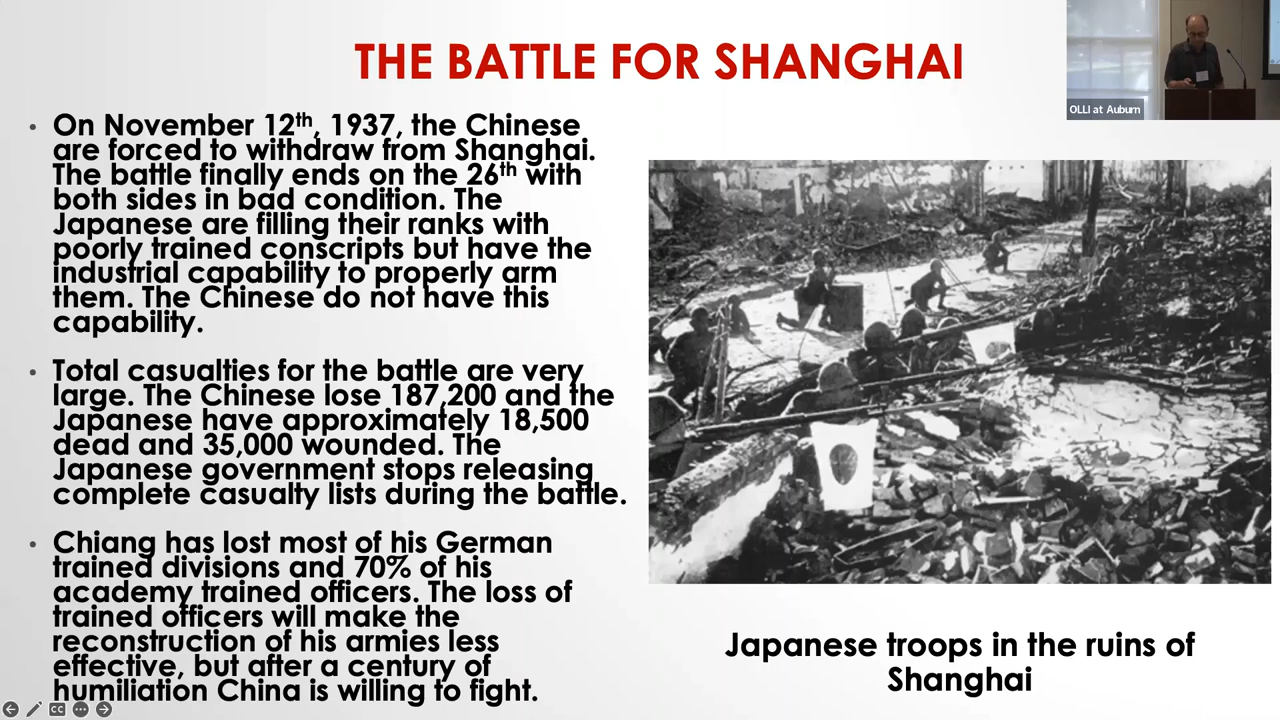 THE BATTLE FOR SHANGHAI
OLLI at Auburn
• On November 12th, 1937, the Chinese
are forced to withdraw from Shanghai.
The battle finally ends on the 26th with
both sides in bad condition. The
Japanese are filling their ranks with
poorly trained conscripts but have the
industrial capability to properly arm
them. The Chinese do not have this
capability.
• Total casualties for the battle are very
large. The Chinese lose 187,200 and the
Japanese have approximately 18,500
dead and 35,000 wounded. The
Japanese government stops releasing
complete casualty lists during the battle.
• Chiang has lost most of his German
trained divisions and 70% of his
academy trained officers. The loss of
trained officers will make the
reconstruction of his armies less
effective, but after a century of
humiliation China is willing to fight.
Japanese troops in the ruins of
Shanghai
CC